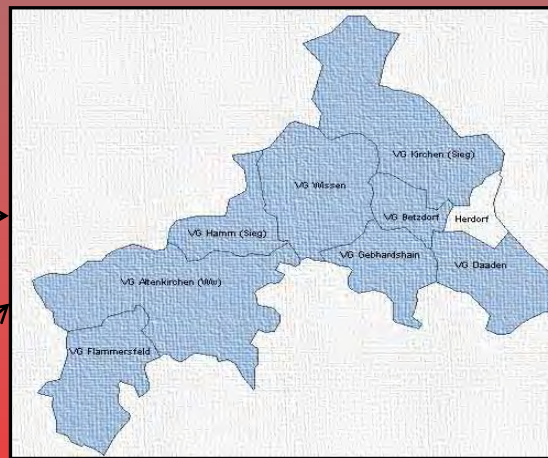 VG Kirchen (Sieg)
VG Wissen
VG Betzdorf
Herdorf
VG Hamm (Sieg)
VG Gebhardshain
VG Daaden
VG Altenkirchen (Ww)
VG Flammersfeld